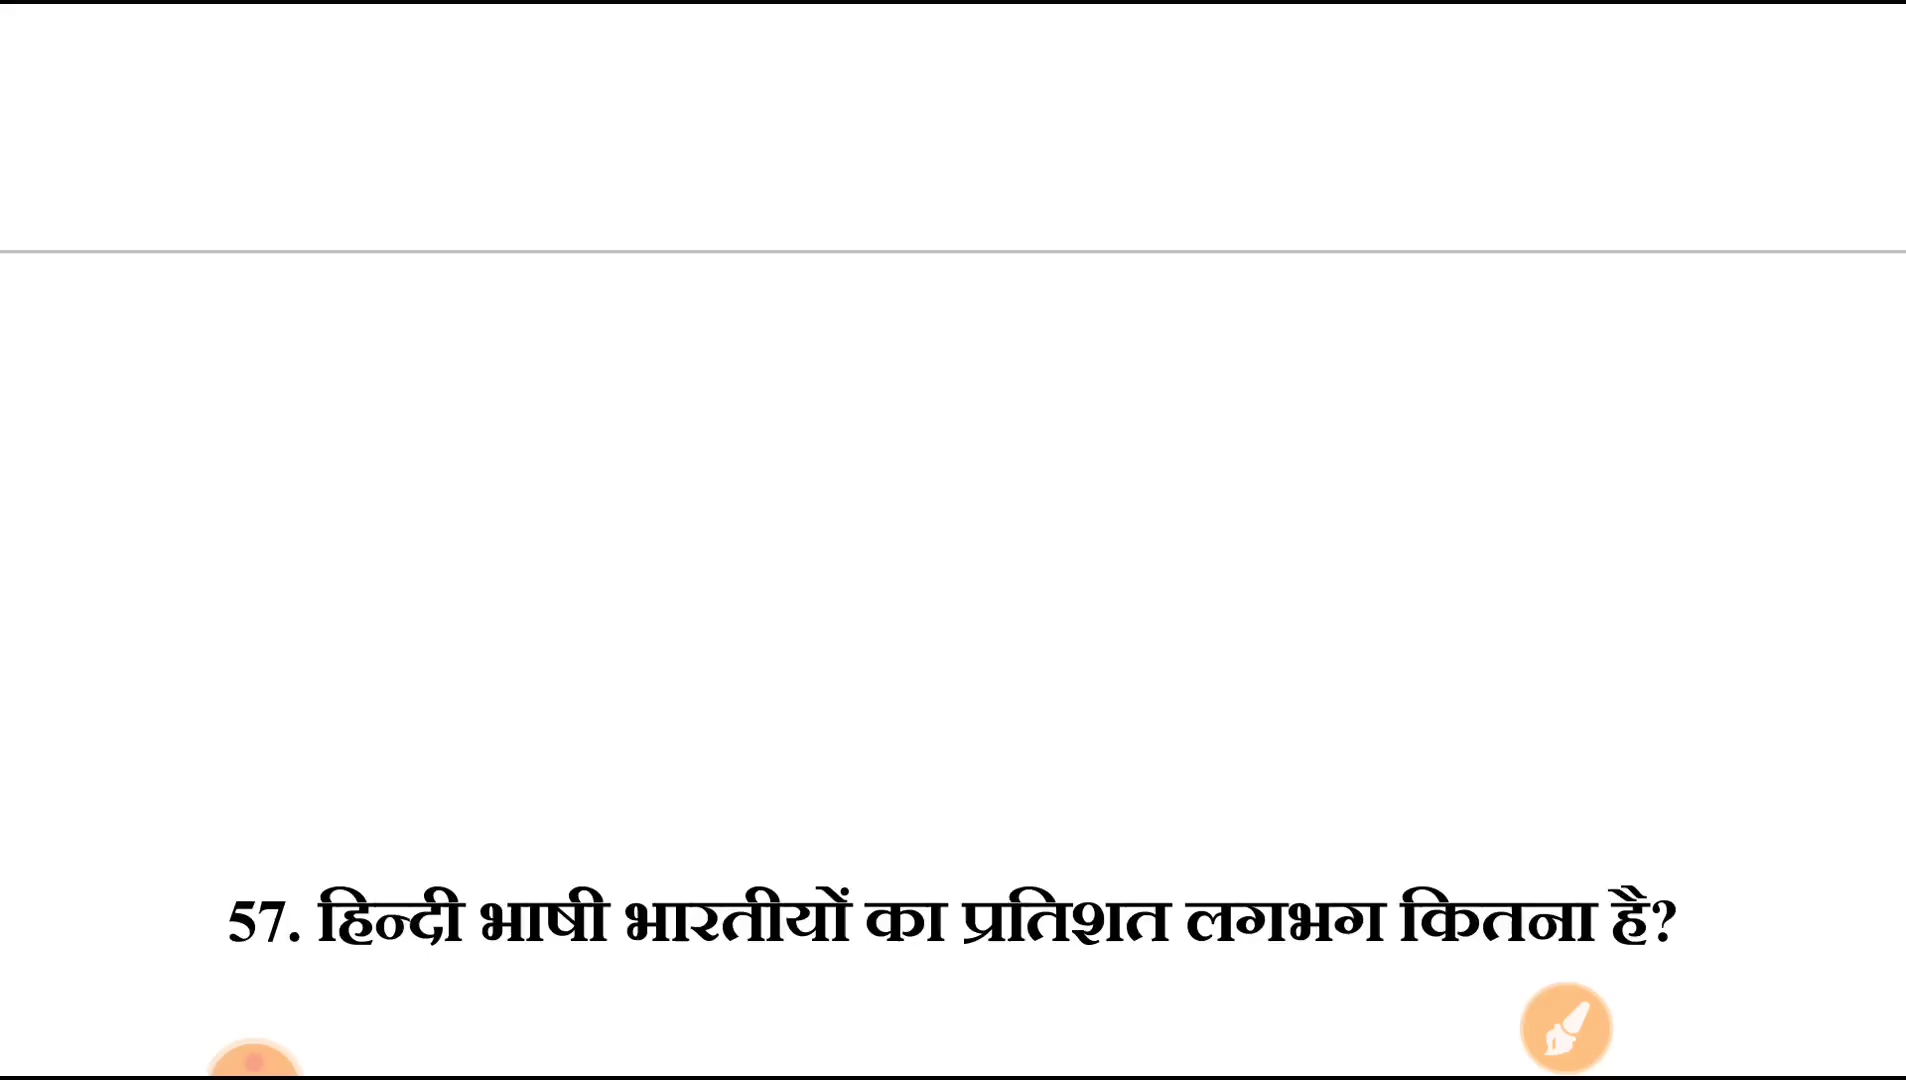 57. हिन्दी भाषी भारतीयों का प्रतिशत लगभग कितना है?